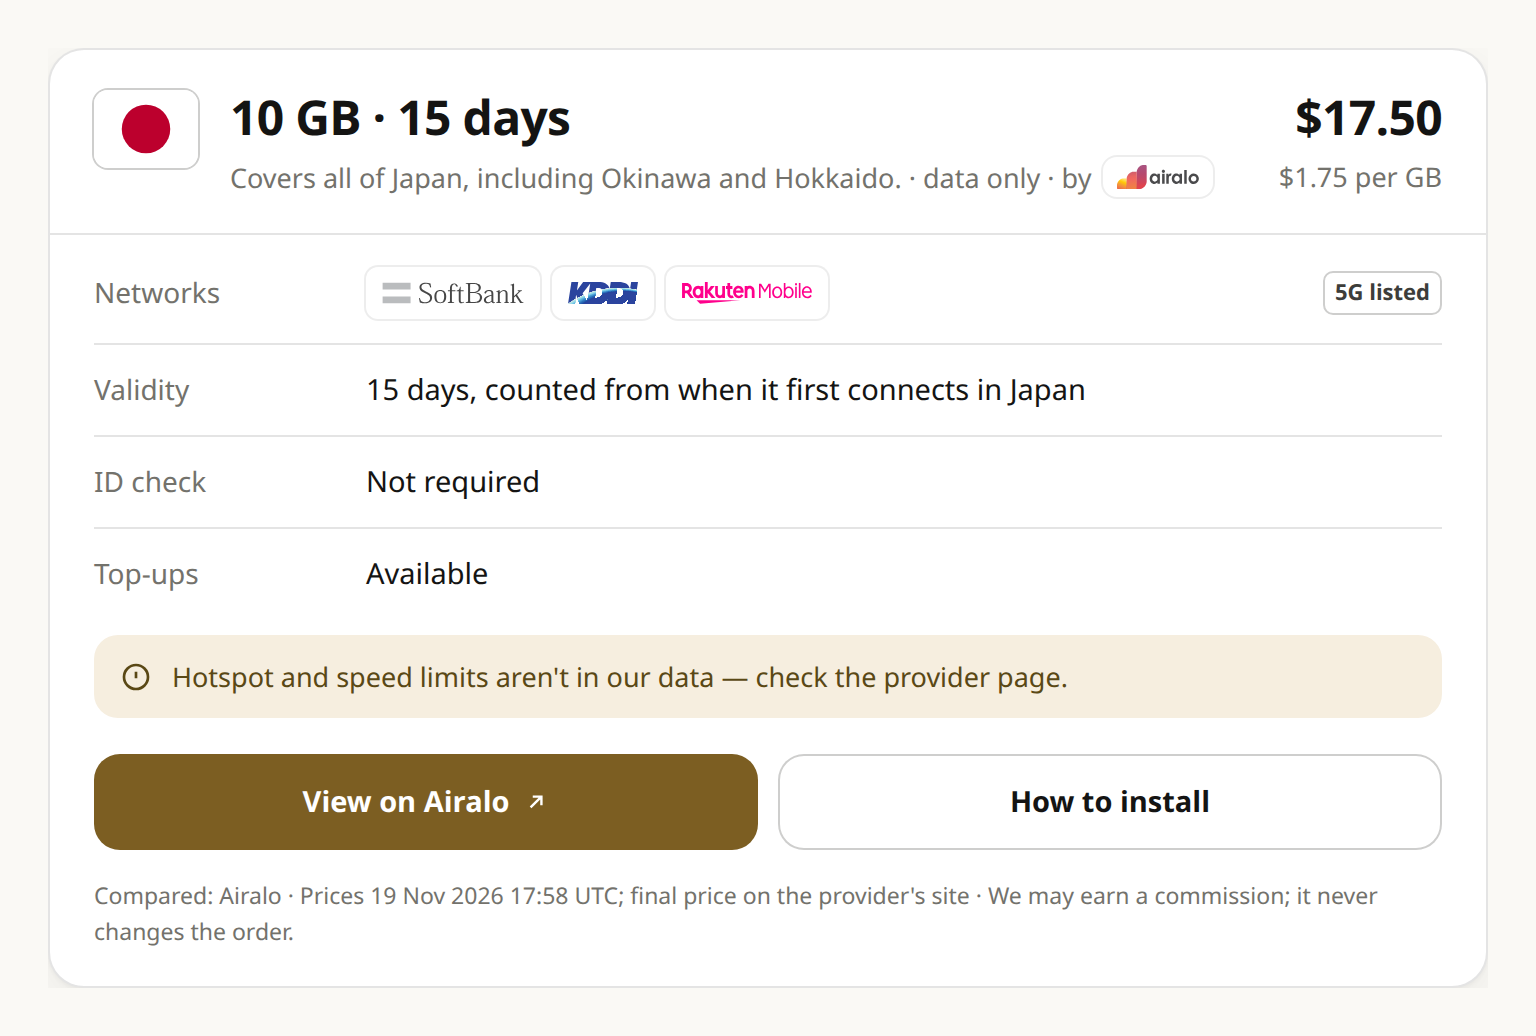 10 GB · 15 days
$17.50
Covers all of Japan, including Okinawa and Hokkaido. · data only · by airalo
$1.75 per GB
Networks
SoftBank
KDDI
Rakuten Mobile
5G listed
Validity
15 days, counted from when it first connects in Japan
ID check
Not required
Top-ups
Available
Hotspot and speed limits aren't in our data — check the provider page.
View on Airalo ↗
How to install
Compared: Airalo · Prices 19 Nov 2026 17:58 UTC; final price on the provider's site · We may earn a commission; it never
changes the order.